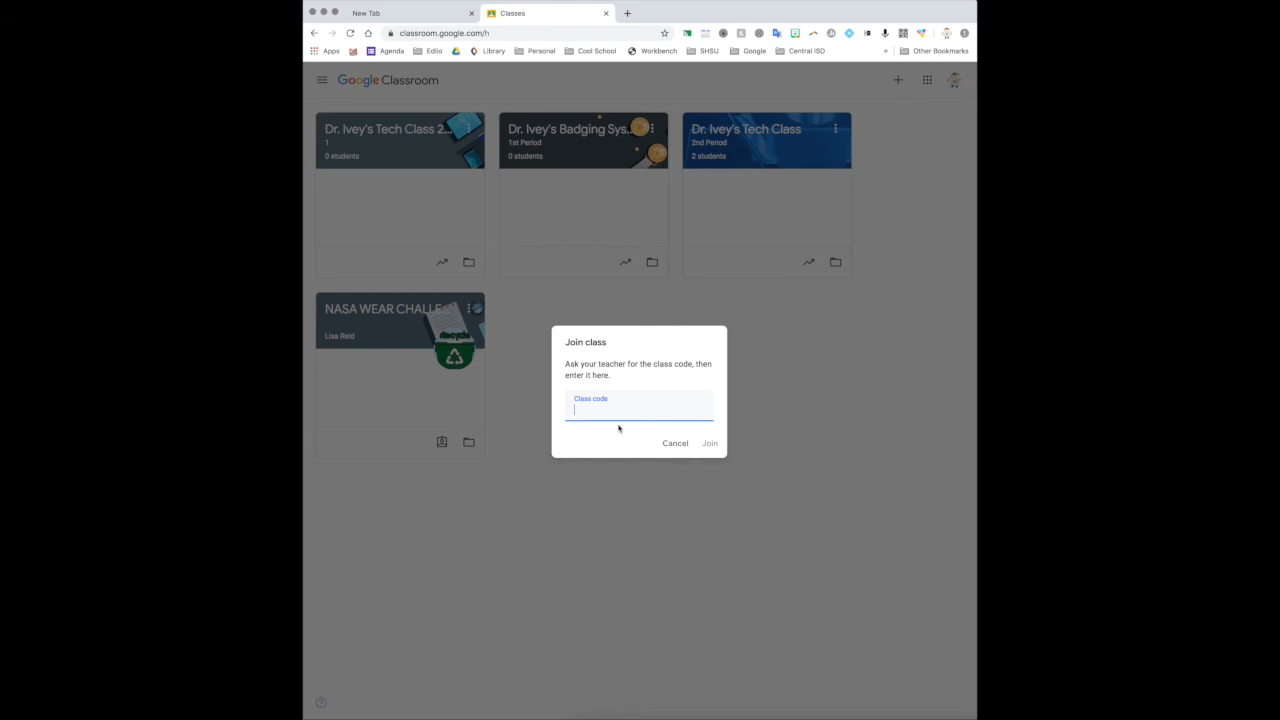 New Tab
Classes
classroom.google.com/h
Apps
Agenda
Edlio
Library
Personal
Cool School
Workbench
SHSU
Google
Central ISD
»
Other Bookmarks
Google Classroom
Dr. Ivey's Tech Class 2...
1
0 students
Dr. Ivey's Badging Sys...
1st Period
0 students
Dr. Ivey's Tech Class
2nd Period
2 students
NASA WEAR CHALLE...
Lisa Reid
Join class
Ask your teacher for the class code, then
enter it here.
Class code
Cancel
Join